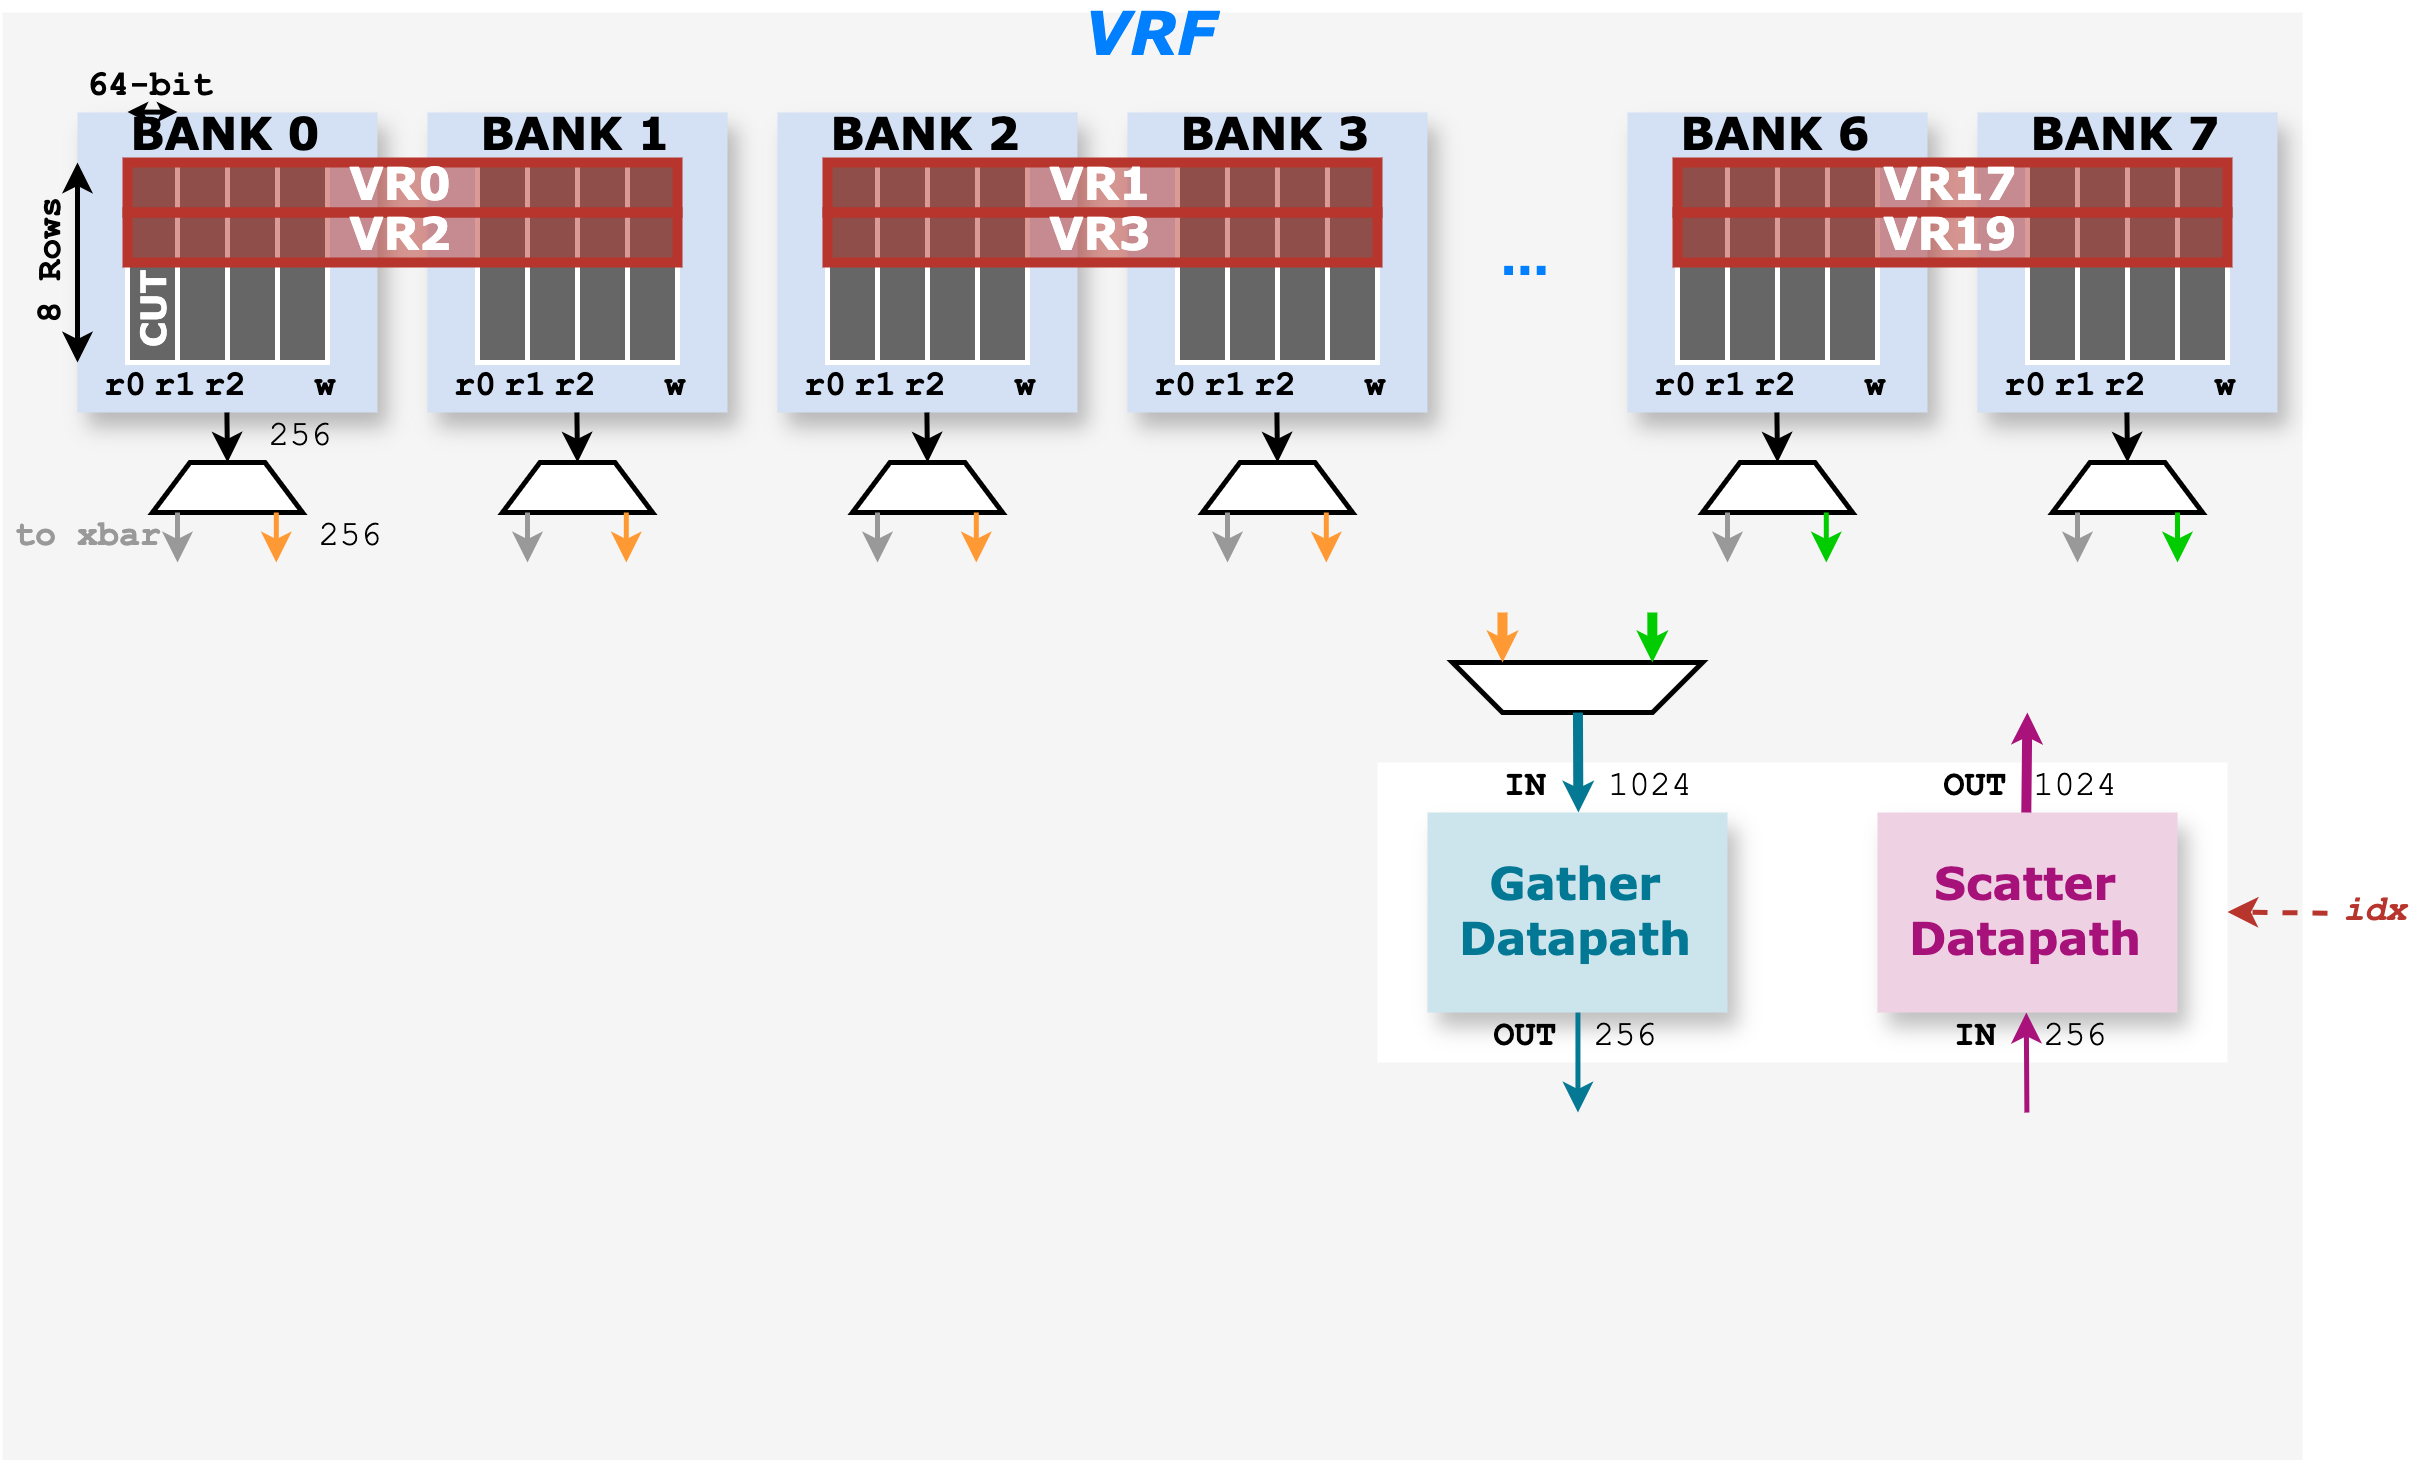 VRF
64-bit
BANK 0 BANK 1 BANK 2 BANK 3 BANK 6 BANK 7
VR0 VR1 VR17
VR2 VR3 VR19
8 Rows
CUT
...
r0 r1 r2 w r0 r1 r2 w r0 r1 r2 w r0 r1 r2 w r0 r1 r2 w r0 r1 r2 w
256
to xbar 256
IN 1024 OUT 1024
Gather Scatter
Datapath Datapath
idx
OUT 256 IN 256